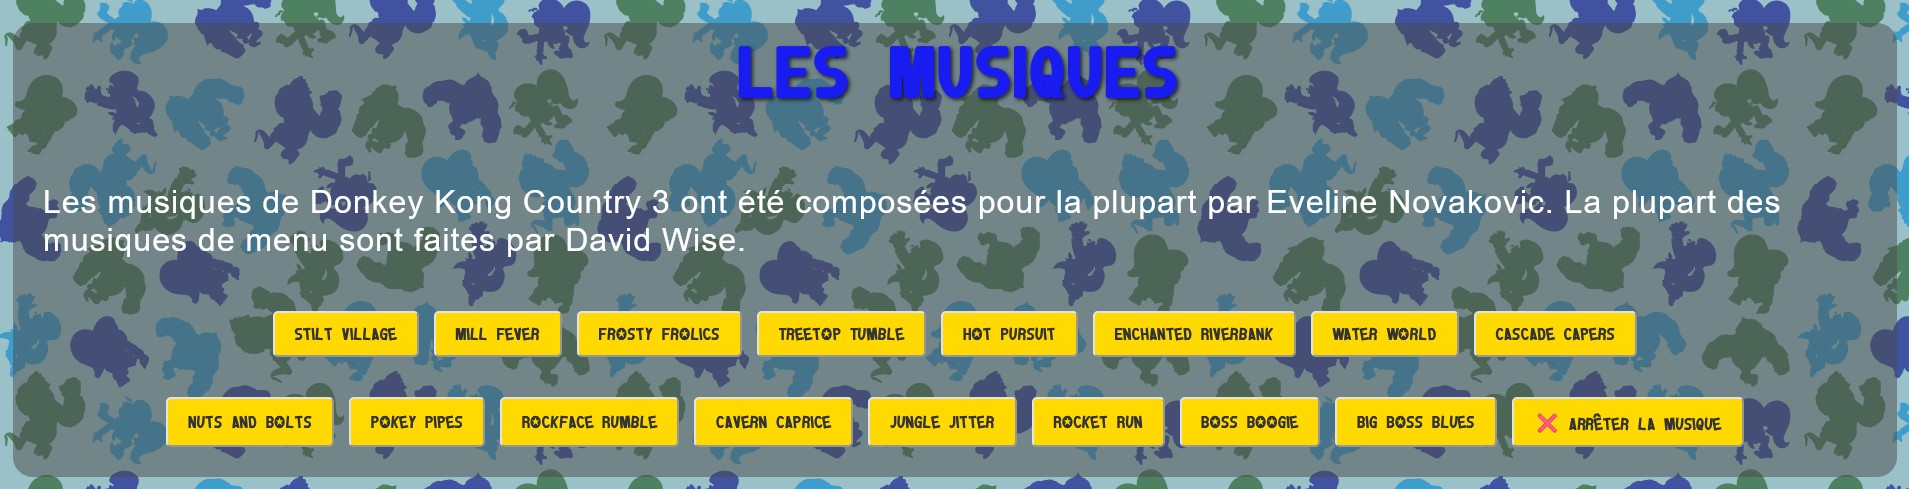 LES MUSIQUES
Les musiques de Donkey Kong Country 3 ont été composées pour la plupart par Eveline Novakovic. La plupart des
musiques de menu sont faites par David Wise.
STILT VILLAGE MILL FEVER FROSTY FROLICS TREETOP TUMBLE HOT PURSUIT ENCHANTED RIVERBANK WATER WORLD CASCADE CAPERS
NUTS AND BOLTS POKEY PIPES ROCKFACE RUMBLE CAVERN CAPRICE JUNGLE JITTER ROCKET RUN BOSS BOOGIE BIG BOSS BLUES ❌ ARRÊTER LA MUSIQUE